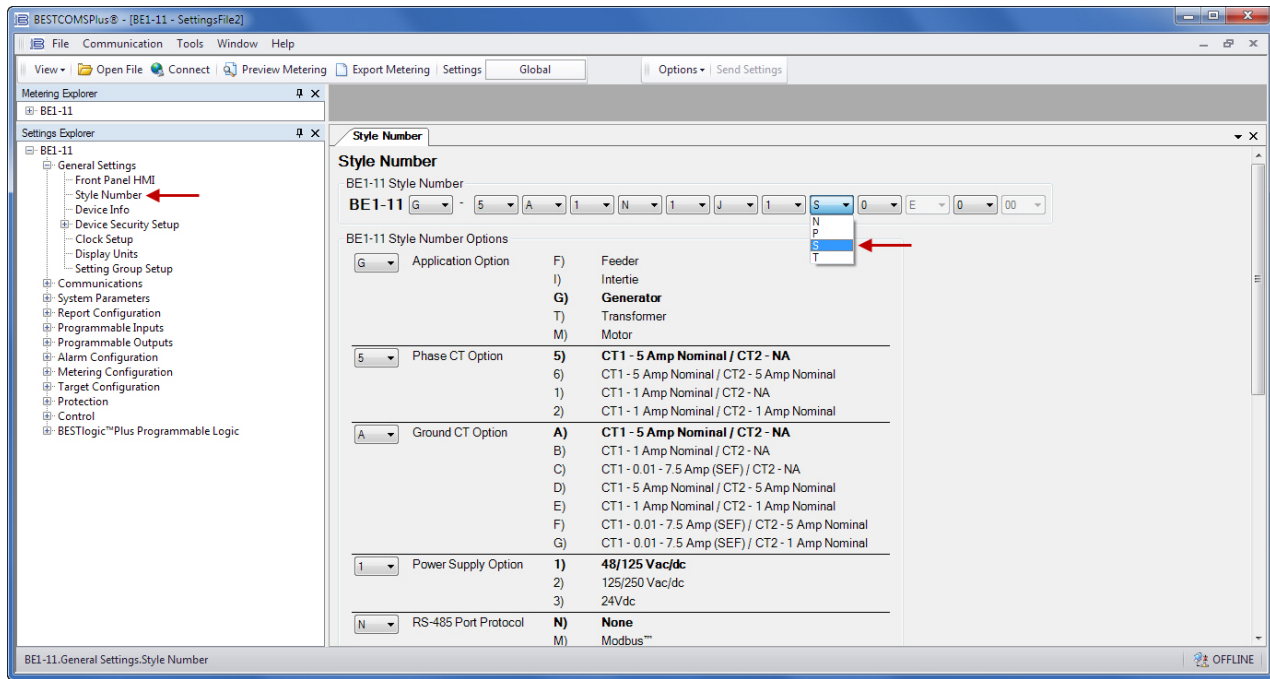 BESTCOMSPlus® - [BE1-11 - SettingsFile2]
File Communication Tools Window Help
View Open File Connect Preview Metering Export Metering Settings Global Options Send Settings
Metering Explorer
BE1-11
Settings Explorer
BE1-11
General Settings
Front Panel HMI
Style Number
Device Info
Device Security Setup
Clock Setup
Display Units
Setting Group Setup
Communications
System Parameters
Report Configuration
Programmable Inputs
Programmable Outputs
Alarm Configuration
Metering Configuration
Target Configuration
Protection
Control
BESTlogic™Plus Programmable Logic
Style Number
Style Number
BE1-11 Style Number
BE1-11 G - 5 A 1 N 1 J 1 S 0 E 0 00
N
P
S
T
BE1-11 Style Number Options
G Application Option F) Feeder
I) Intertie
G) Generator
T) Transformer
M) Motor
5 Phase CT Option 5) CT1 - 5 Amp Nominal / CT2 - NA
6) CT1 - 5 Amp Nominal / CT2 - 5 Amp Nominal
1) CT1 - 1 Amp Nominal / CT2 - NA
2) CT1 - 1 Amp Nominal / CT2 - 1 Amp Nominal
A Ground CT Option A) CT1 - 5 Amp Nominal / CT2 - NA
B) CT1 - 1 Amp Nominal / CT2 - NA
C) CT1 - 0.01 - 7.5 Amp (SEF) / CT2 - NA
D) CT1 - 5 Amp Nominal / CT2 - 5 Amp Nominal
E) CT1 - 1 Amp Nominal / CT2 - 1 Amp Nominal
F) CT1 - 0.01 - 7.5 Amp (SEF) / CT2 - 5 Amp Nominal
G) CT1 - 0.01 - 7.5 Amp (SEF) / CT2 - 1 Amp Nominal
1 Power Supply Option 1) 48/125 Vac/dc
2) 125/250 Vac/dc
3) 24Vdc
N RS-485 Port Protocol N) None
M) Modbus™
BE1-11.General Settings.Style Number
OFFLINE